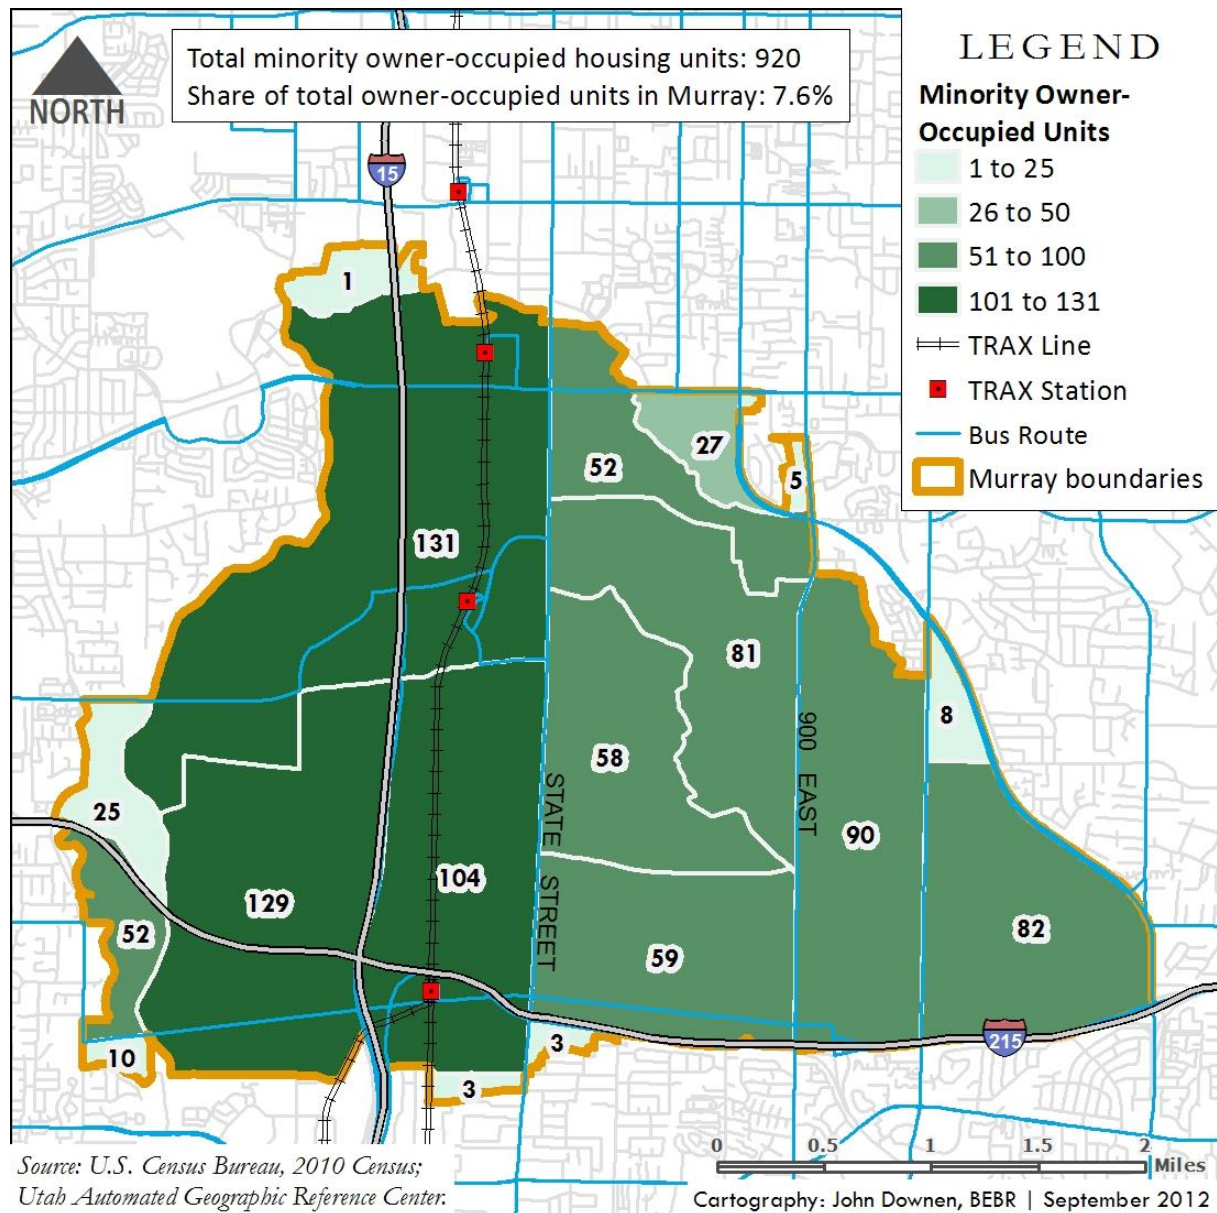 Total minority owner-occupied housing units: 920
Share of total owner-occupied units in Murray: 7.6%
NORTH
LEGEND
Minority Owner-
Occupied Units
1 to 25
26 to 50
51 to 100
101 to 131
TRAX Line
TRAX Station
Bus Route
Murray boundaries
15
1
27
52
5
131
81
8
58
900 EAST
STATE STREET
25
90
104
129
52
82
59
10
3
3
215
0 0.5 1 1.5 2
Miles
Source: U.S. Census Bureau, 2010 Census;
Utah Automated Geographic Reference Center.
Cartography: John Downen, BEBR | September 2012